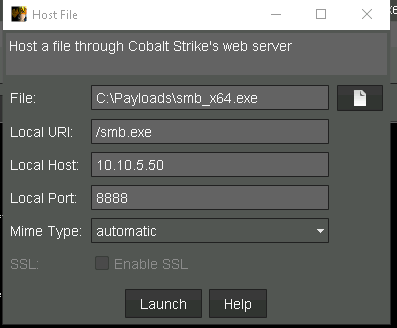 Host File
Host a file through Cobalt Strike's web server
File: C:\Payloads\smb_x64.exe
Local URI: /smb.exe
Local Host: 10.10.5.50
Local Port: 8888
Mime Type: automatic
SSL: Enable SSL
Launch Help